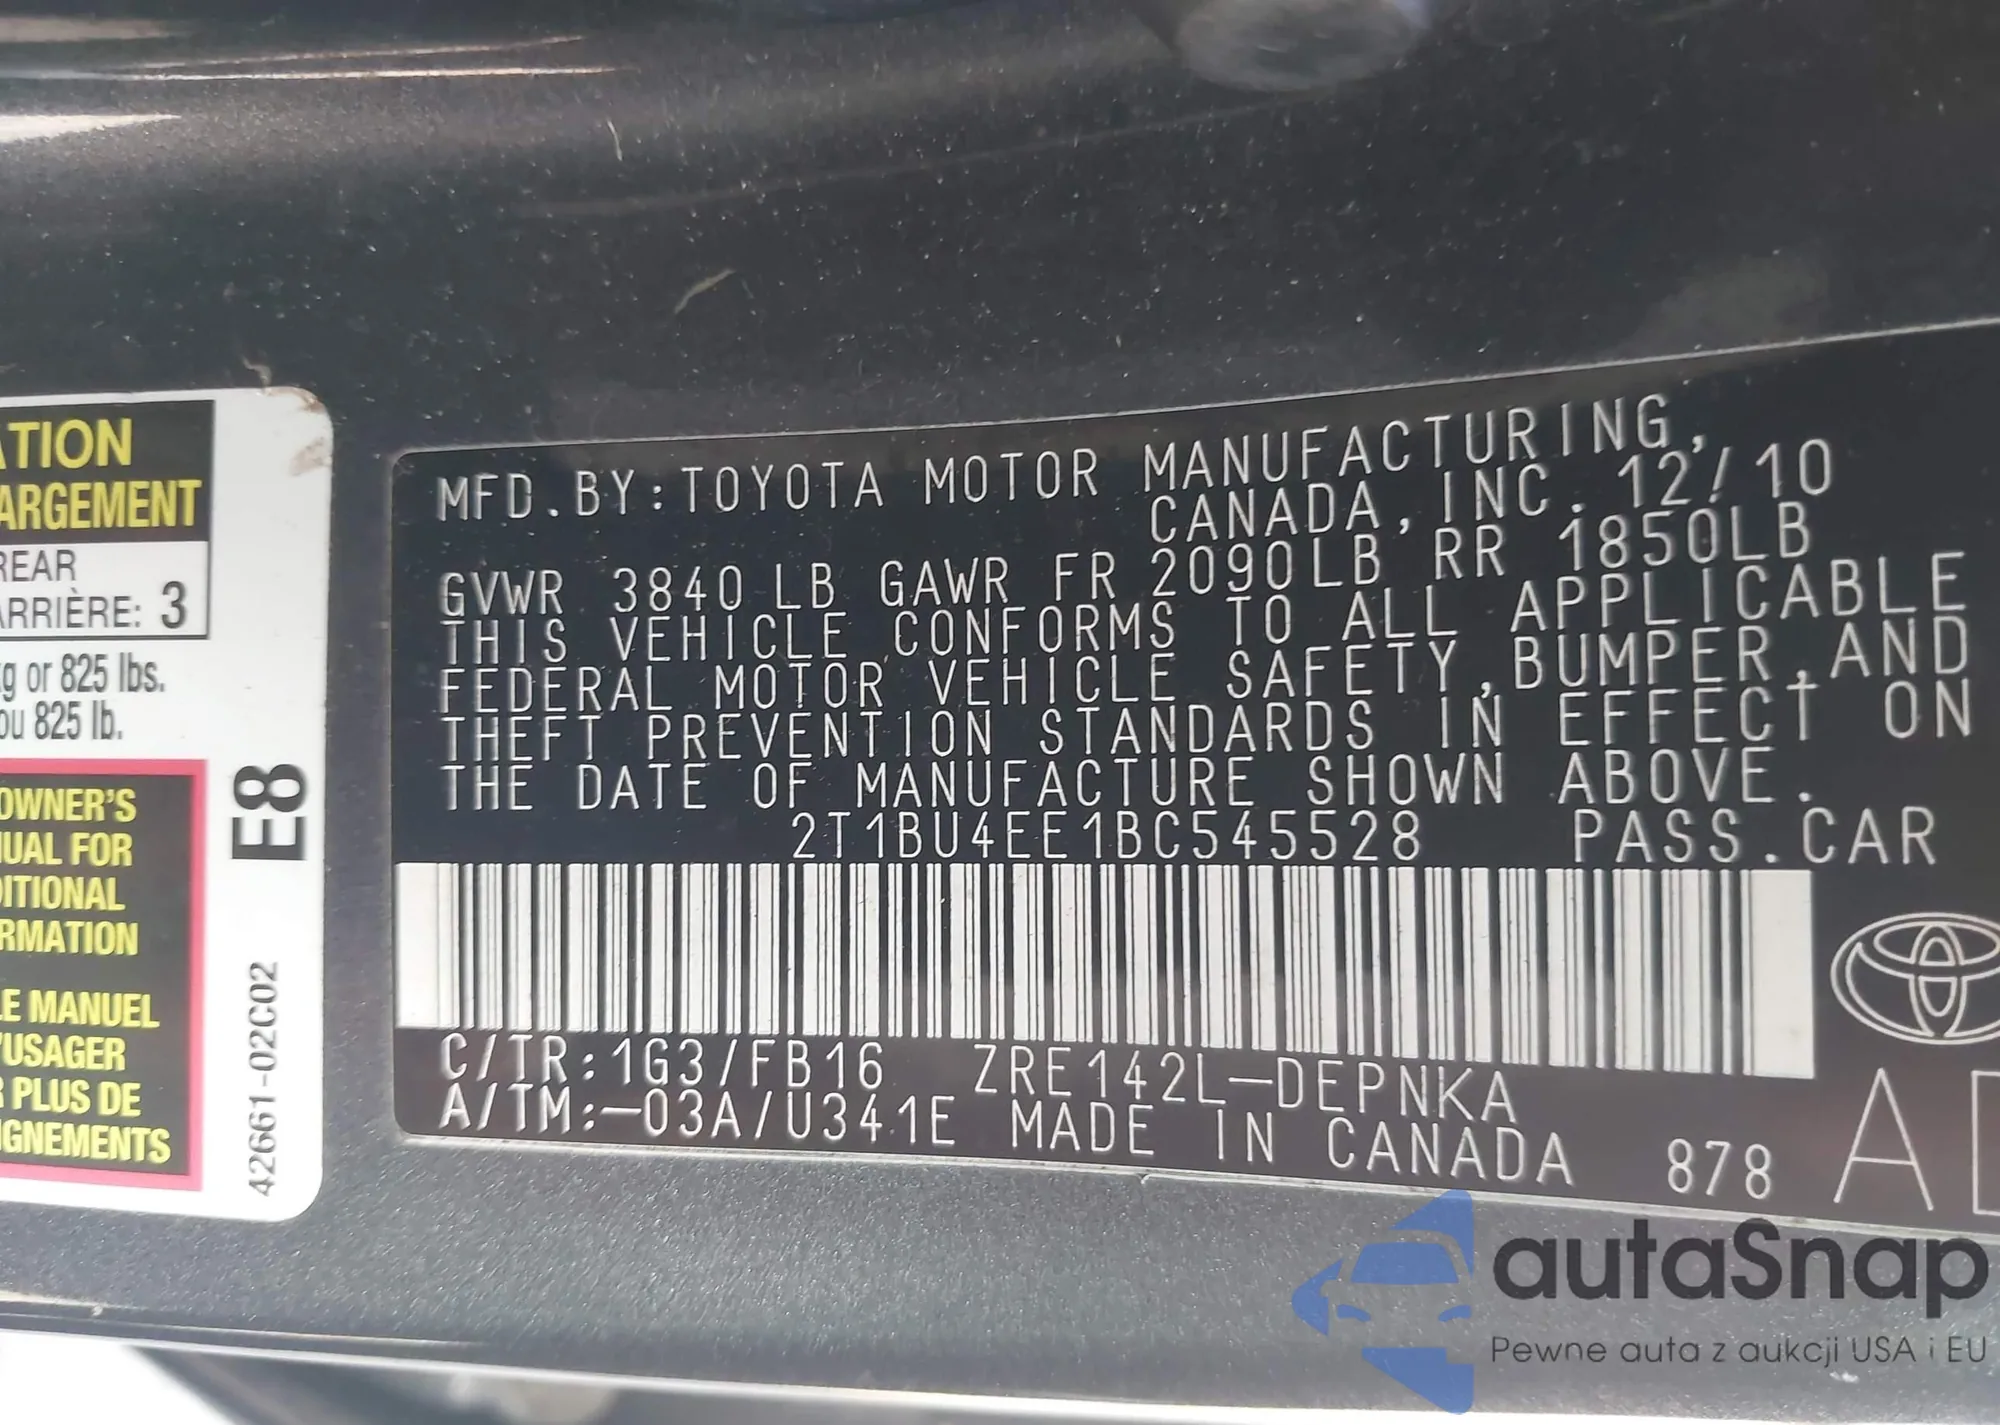 ATION
ARGEMENT
REAR
ARRIÈRE: 3
kg or 825 lbs.
ou 825 lb.
OWNER'S
UAL FOR
DITIONAL
RMATION
LE MANUEL
'USAGER
R PLUS DE
IGNEMENTS
E8
42661-02C02
MFD.BY:TOYOTA MOTOR MANUFACTURING,
CANADA,INC. 12/10
GVWR 3840LB GAWR FR 2090LB RR 1850LB
THIS VEHICLE CONFORMS TO ALL APPLICABLE
FEDERAL MOTOR VEHICLE SAFETY,BUMPER,AND
THEFT PREVENTION STANDARDS IN EFFECT ON
THE DATE OF MANUFACTURE SHOWN ABOVE.
2T1BU4EE1BC545528 PASS.CAR
C/TR:1G3/FB16 ZRE142L-DEPNKA
A/TM:-03A/U341E MADE IN CANADA 878
A
autoSnap
Pewne auta z aukcji USA i EU